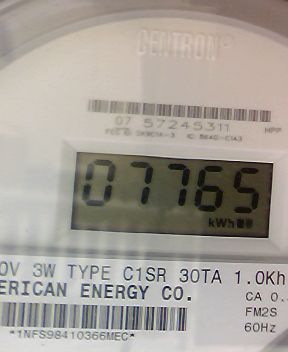 CENTRON®
07 57245311
HPP
07765
kWh
0V 3W TYPE C1SR 30TA 1.0Kh
ERICAN ENERGY CO.
CA 0.
FM2S
60Hz
*1NFS98410366MEC*